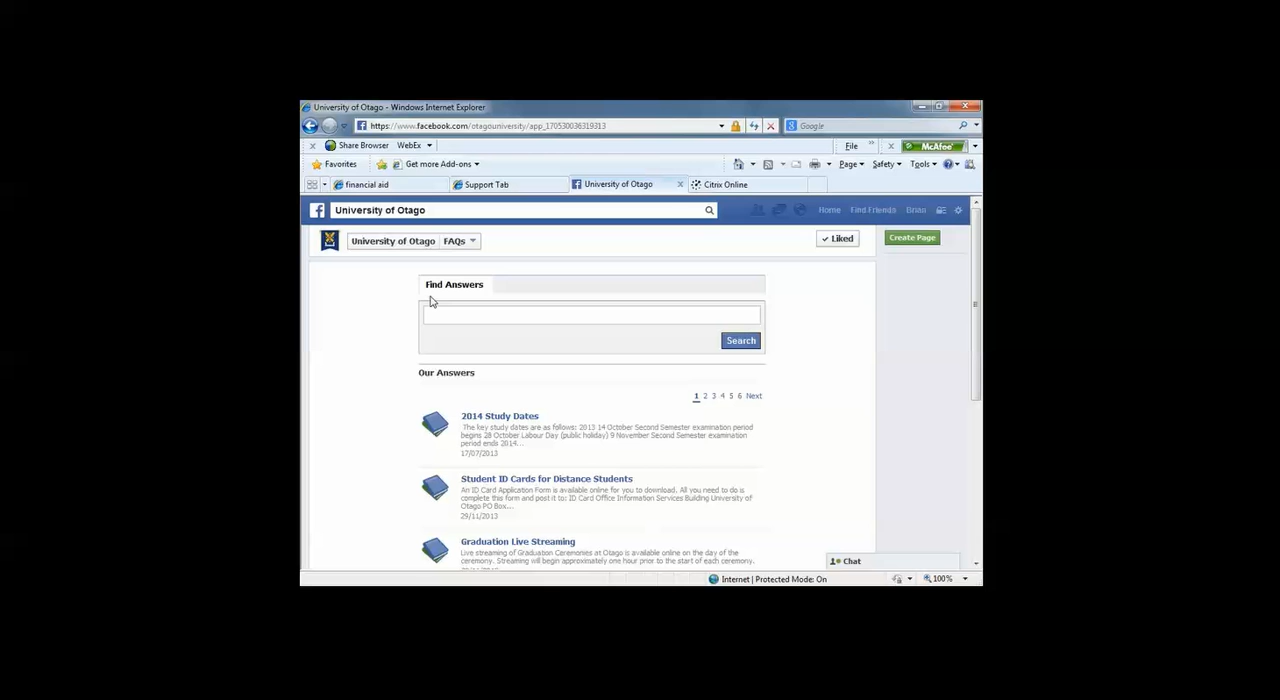 University of Otago - Windows Internet Explorer
https://www.facebook.com/otagouniversity/app_170530036319313
Google
Share Browser WebEx
File
McAfee
Favorites Get more Add-ons
Page Safety Tools
financial aid Support Tab University of Otago Citrix Online
University of Otago
Home Find Friends Brian
University of Otago FAQs
Liked
Create Page
Find Answers
Search
Our Answers
1 2 3 4 5 6 Next
2014 Study Dates
The key study dates are as follows: 2013 14 October Second Semester examination period
begins 28 October Labour Day (public holiday) 9 November Second Semester examination
period ends 2014...
17/07/2013
Student ID Cards for Distance Students
An ID Card Application Form is available online for you to download. All you need to do is
complete this form and post it to: ID Card Office Information Services Building University of
Otago PO Box...
29/11/2013
Graduation Live Streaming
Live streaming of Graduation Ceremonies at Otago is available online on the day of the
ceremony. Streaming will begin approximately one hour prior to the start of each ceremony.
Chat
Internet | Protected Mode: On
100%